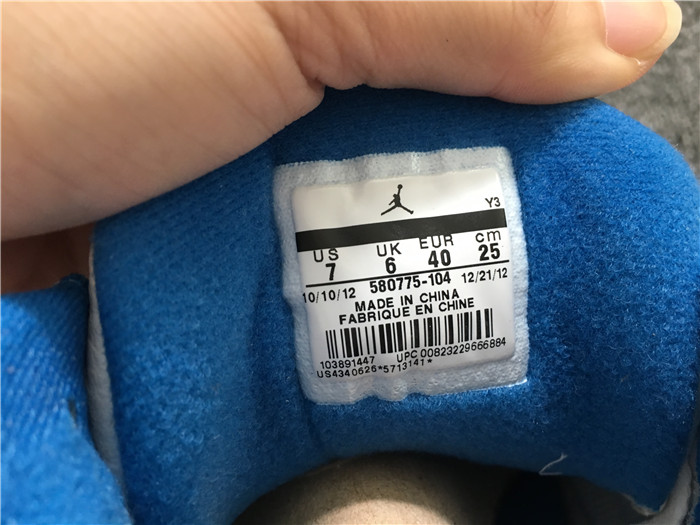 Y3
US UK EUR cm
7 6 40 25
10/10/12 580775-104 12/21/12
MADE IN CHINA
FABRIQUE EN CHINE
103891447 UPC 00823229666884
US4340626*5713141*